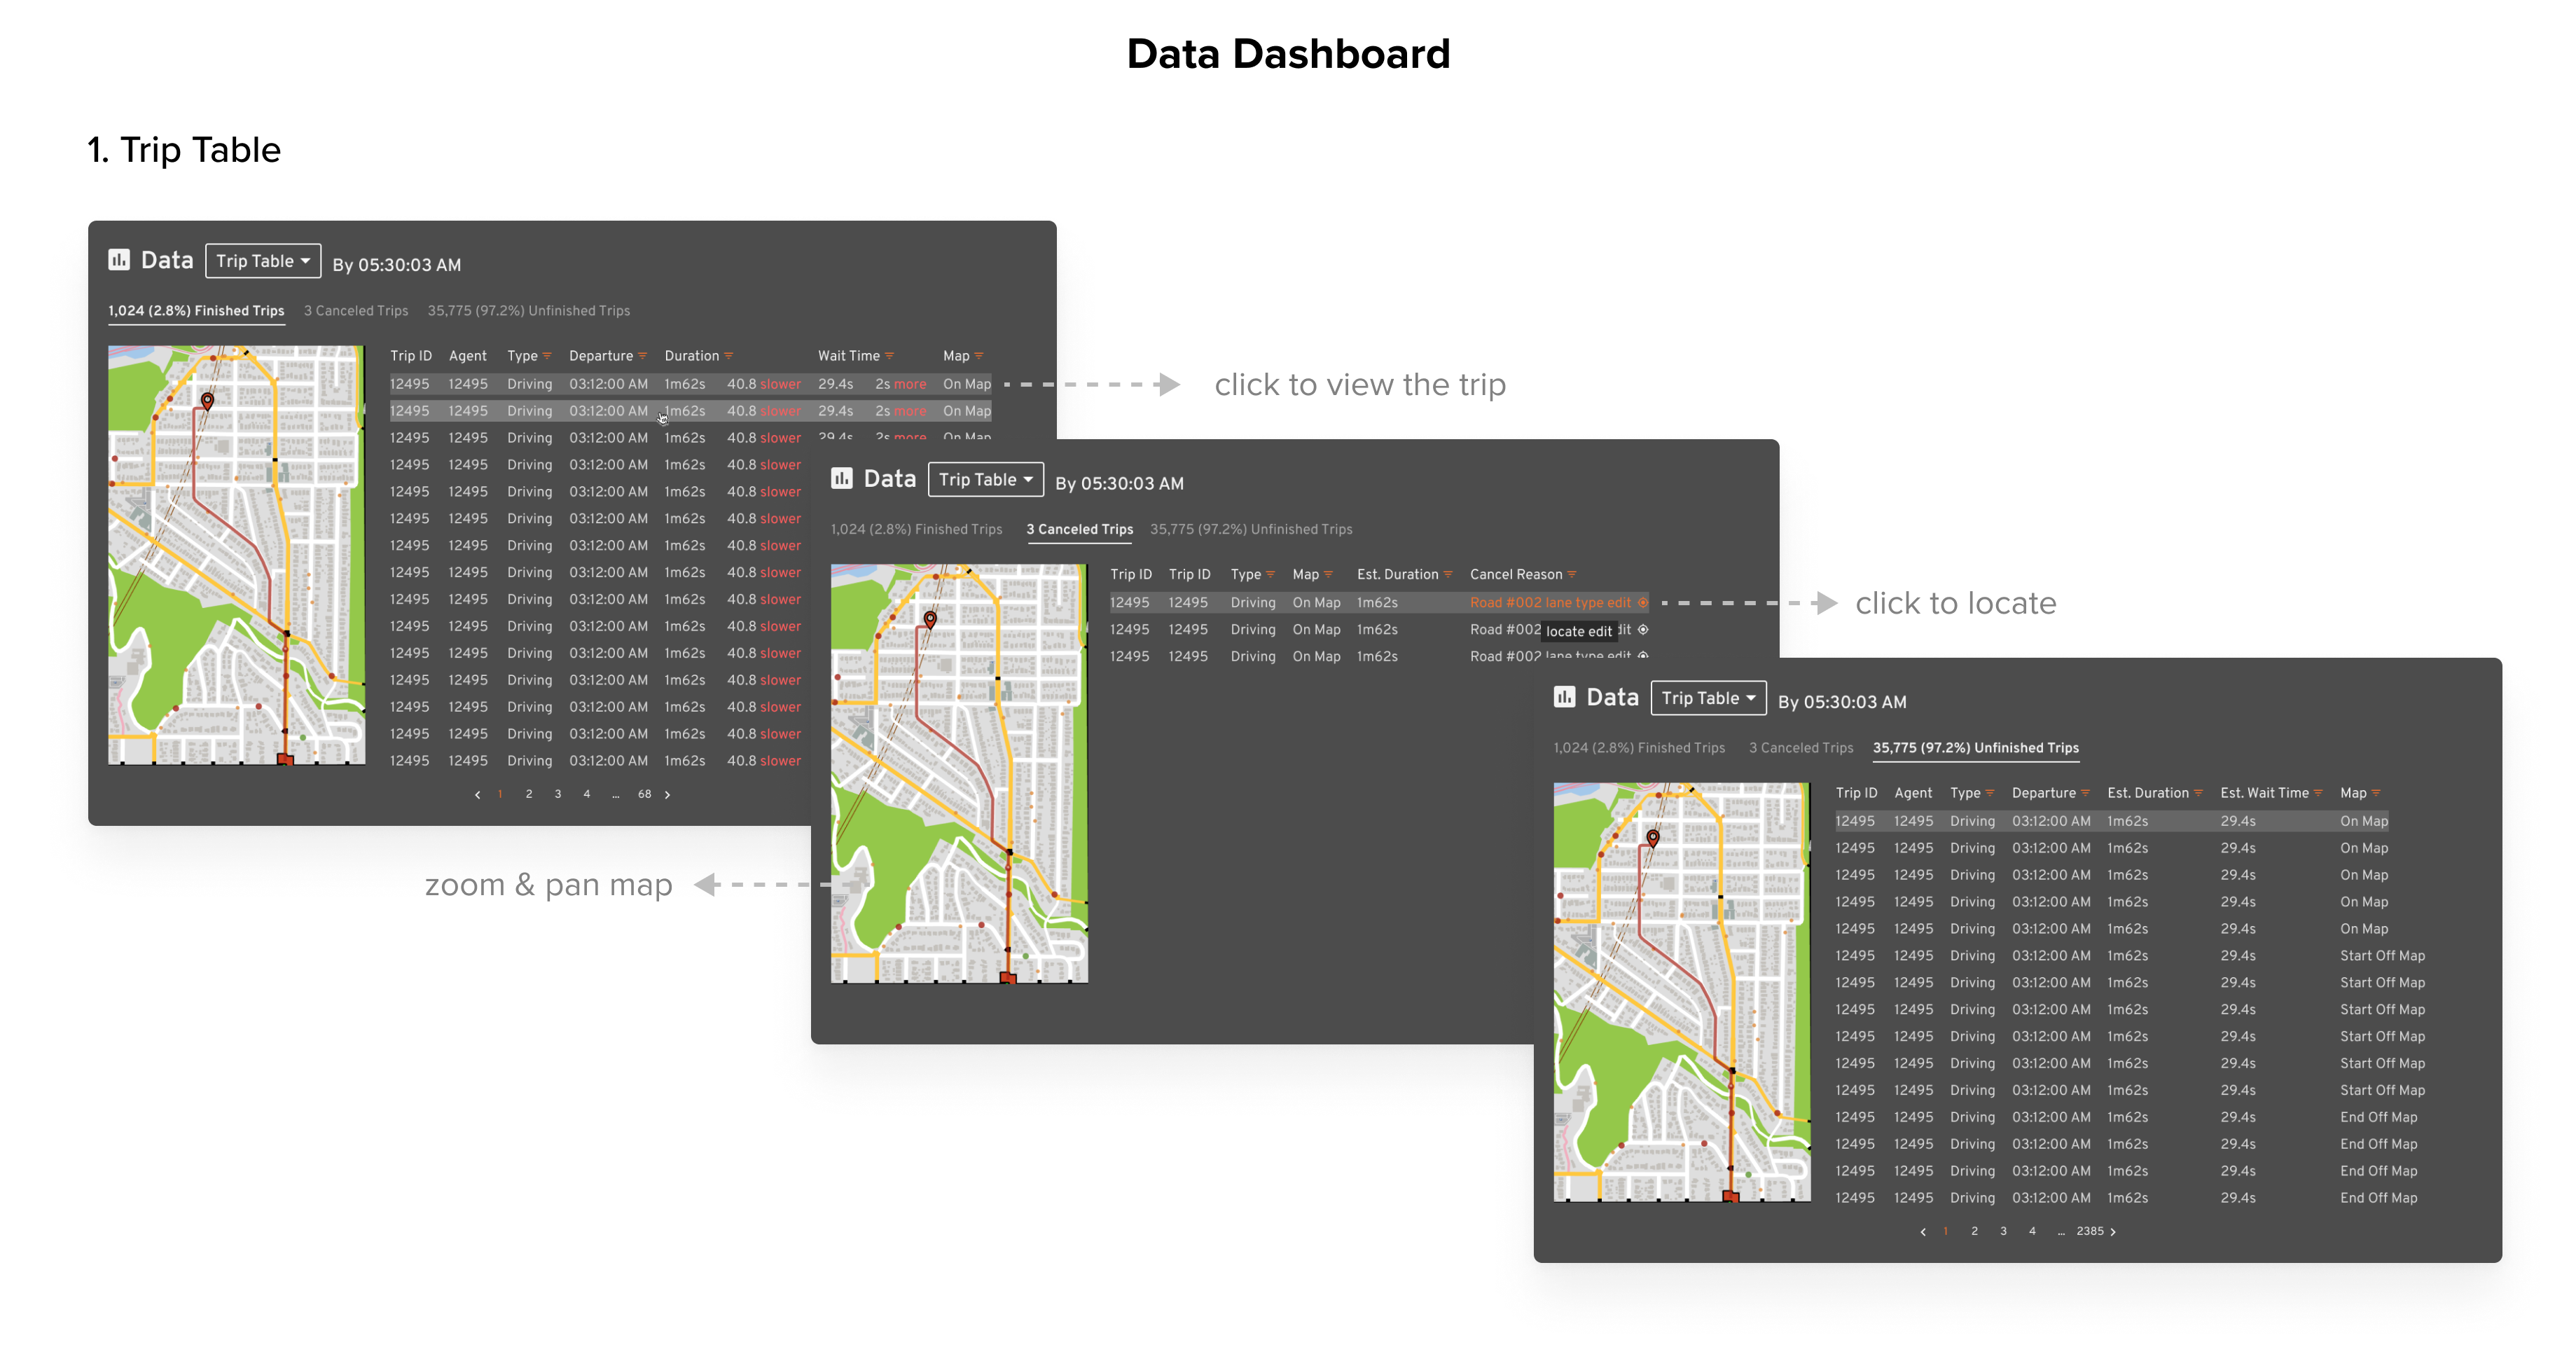 Data Dashboard
1. Trip Table
Data Trip Table By 05:30:03 AM
1,024 (2.8%) Finished Trips 3 Canceled Trips 35,775 (97.2%) Unfinished Trips
Trip ID Agent Type Departure Duration Wait Time Map
12495 12495 Driving 03:12:00 AM 1m62s 40.8 slower 29.4s 2s more On Map
12495 12495 Driving 03:12:00 AM 1m62s 40.8 slower 29.4s 2s more On Map
12495 12495 Driving 03:12:00 AM 1m62s 40.8 slower 29.4s 2s more On Map
12495 12495 Driving 03:12:00 AM 1m62s 40.8 slower
12495 12495 Driving 03:12:00 AM 1m62s 40.8 slower
12495 12495 Driving 03:12:00 AM 1m62s 40.8 slower
12495 12495 Driving 03:12:00 AM 1m62s 40.8 slower
12495 12495 Driving 03:12:00 AM 1m62s 40.8 slower
12495 12495 Driving 03:12:00 AM 1m62s 40.8 slower
12495 12495 Driving 03:12:00 AM 1m62s 40.8 slower
12495 12495 Driving 03:12:00 AM 1m62s 40.8 slower
12495 12495 Driving 03:12:00 AM 1m62s 40.8 slower
12495 12495 Driving 03:12:00 AM 1m62s 40.8 slower
12495 12495 Driving 03:12:00 AM 1m62s 40.8 slower
12495 12495 Driving 03:12:00 AM 1m62s 40.8 slower
< 1 2 3 4 ... 68 >
click to view the trip
Data Trip Table By 05:30:03 AM
1,024 (2.8%) Finished Trips 3 Canceled Trips 35,775 (97.2%) Unfinished Trips
Trip ID Trip ID Type Map Est. Duration Cancel Reason
12495 12495 Driving On Map 1m62s Road #002 lane type edit
12495 12495 Driving On Map 1m62s Road #002
locate edit
12495 12495 Driving On Map 1m62s Road #002 lane type edit
click to locate
zoom & pan map
Data Trip Table By 05:30:03 AM
1,024 (2.8%) Finished Trips 3 Canceled Trips 35,775 (97.2%) Unfinished Trips
Trip ID Agent Type Departure Est. Duration Est. Wait Time Map
12495 12495 Driving 03:12:00 AM 1m62s 29.4s On Map
12495 12495 Driving 03:12:00 AM 1m62s 29.4s On Map
12495 12495 Driving 03:12:00 AM 1m62s 29.4s On Map
12495 12495 Driving 03:12:00 AM 1m62s 29.4s On Map
12495 12495 Driving 03:12:00 AM 1m62s 29.4s On Map
12495 12495 Driving 03:12:00 AM 1m62s 29.4s Start Off Map
12495 12495 Driving 03:12:00 AM 1m62s 29.4s Start Off Map
12495 12495 Driving 03:12:00 AM 1m62s 29.4s Start Off Map
12495 12495 Driving 03:12:00 AM 1m62s 29.4s Start Off Map
12495 12495 Driving 03:12:00 AM 1m62s 29.4s Start Off Map
12495 12495 Driving 03:12:00 AM 1m62s 29.4s Start Off Map
12495 12495 Driving 03:12:00 AM 1m62s 29.4s End Off Map
12495 12495 Driving 03:12:00 AM 1m62s 29.4s End Off Map
12495 12495 Driving 03:12:00 AM 1m62s 29.4s End Off Map
12495 12495 Driving 03:12:00 AM 1m62s 29.4s End Off Map
< 1 2 3 4 ... 2385 >